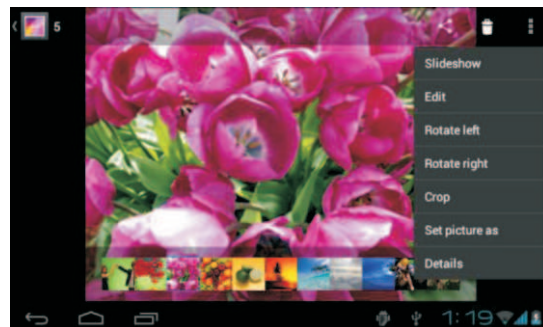 5
Slideshow
Edit
Rotate left
Rotate right
Crop
Set picture as
Details
1:19